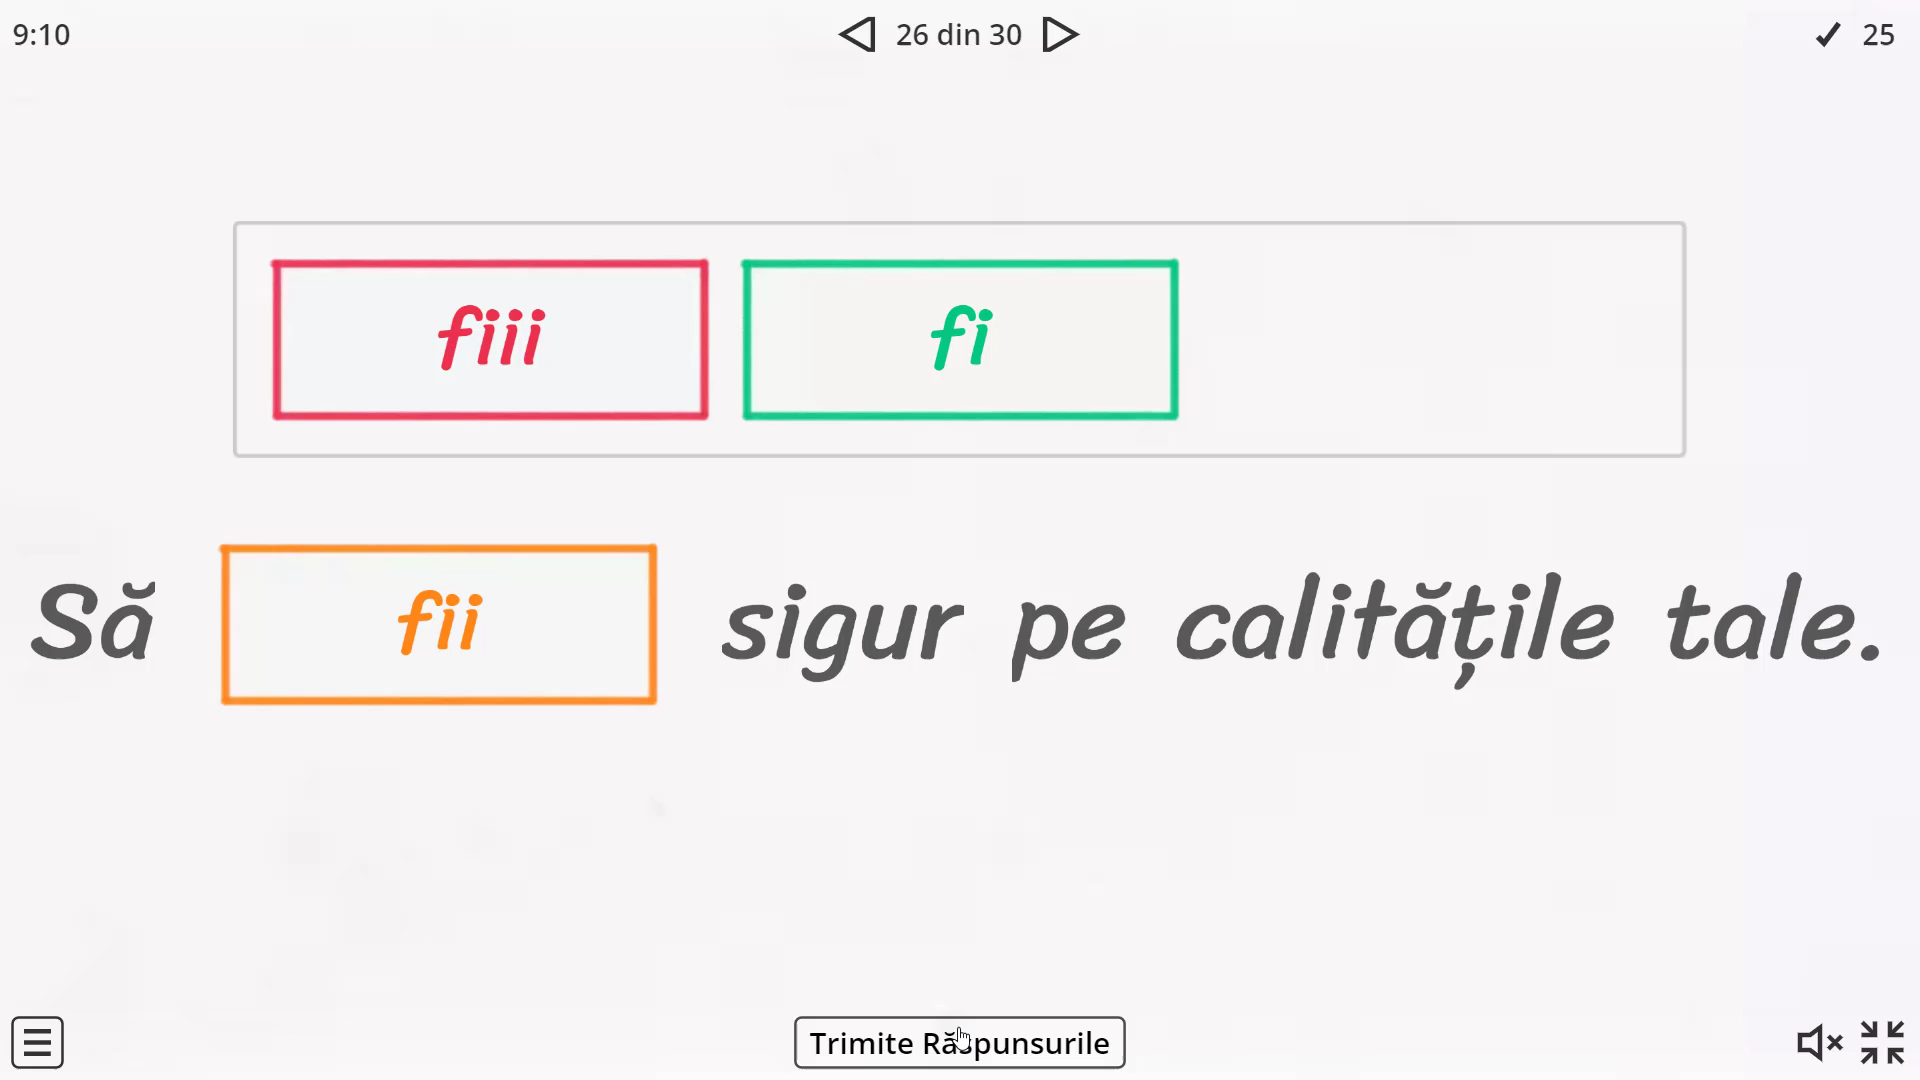 9:10 26 din 30 25
fiii fi
Să fii sigur pe calitățile tale.
Trimite Răspunsurile